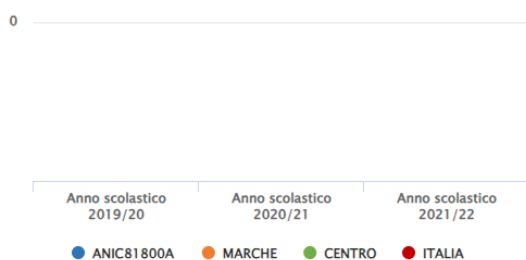 0
Anno scolastico Anno scolastico Anno scolastico
2019/20 2020/21 2021/22
ANIC81800A MARCHE CENTRO ITALIA